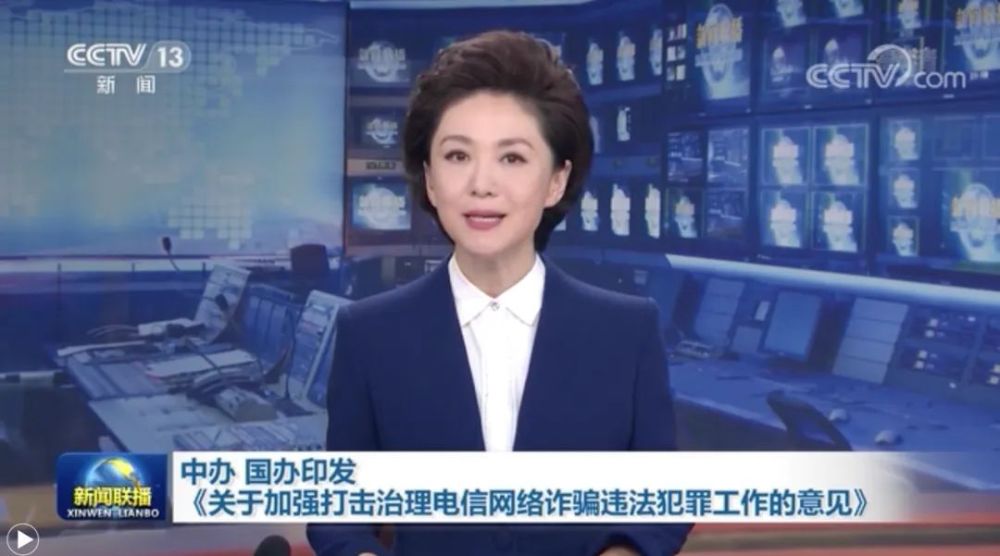 CCTV 13
新闻
CCTV com
中办 国办印发
《关于加强打击治理电信网络诈骗违法犯罪工作的意见》
新闻联播
XINWEN LIANBO